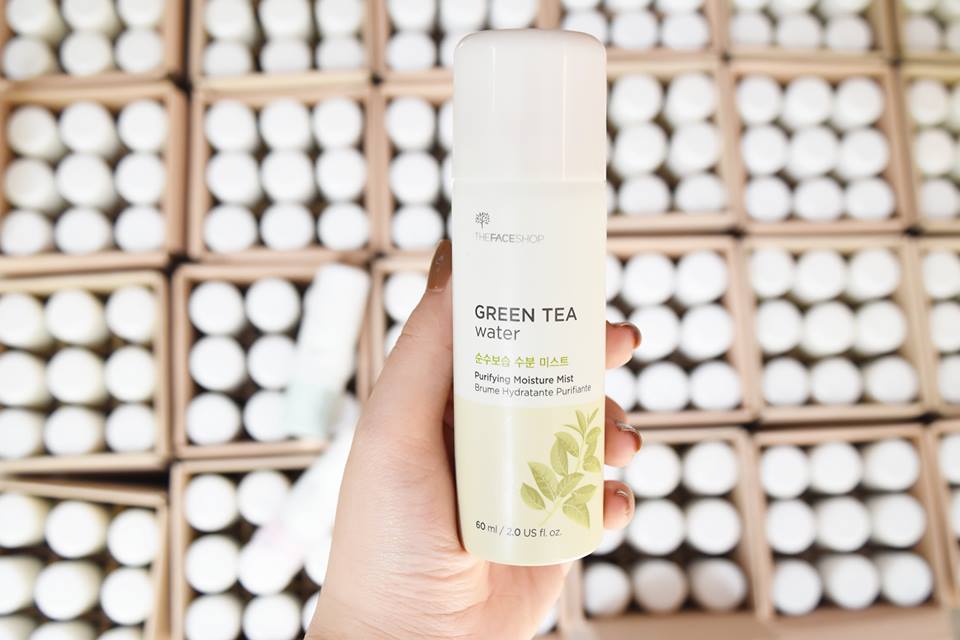 THEFACESHOP
GREEN TEA
water
순수보습 수분 미스트
Purifying Moisture Mist
Brume Hydratante Purifiante
60 ml / 2.0 US fl. oz.